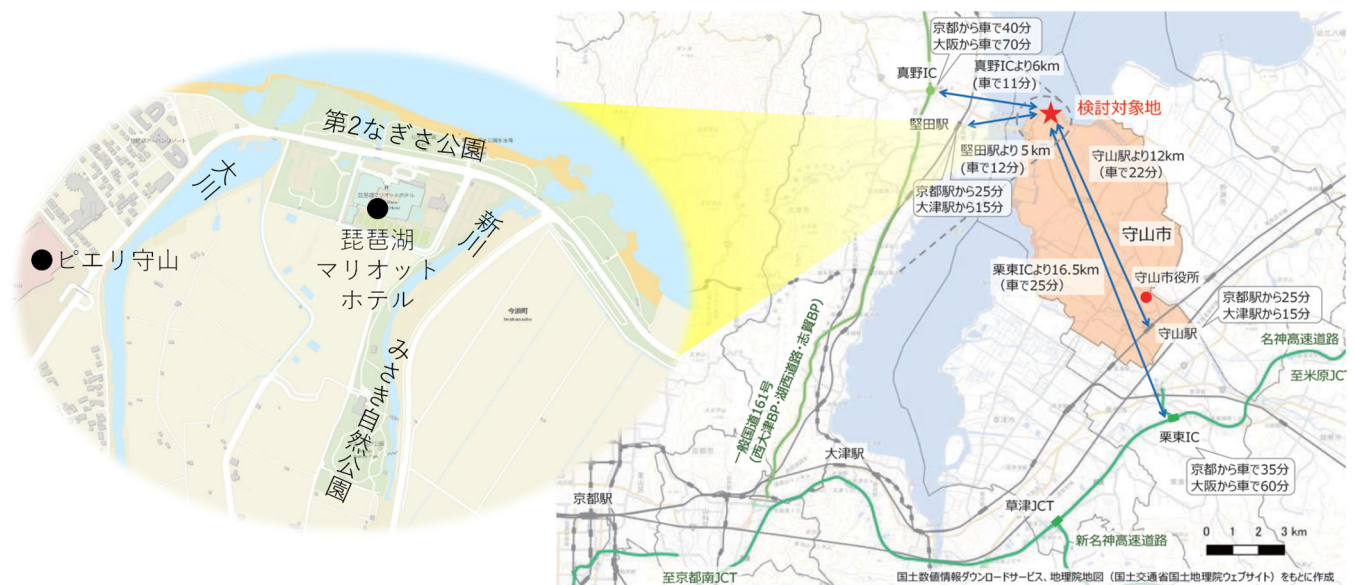 第2なぎさ公園
大川
新川
ピエリ守山
琵琶湖
マリオット
ホテル
琵琶湖マリオットホテル
今浜町
Imahamacho
みさき自然公園
京都から車で40分
大阪から車で70分
真野IC
真野ICより6km
(車で11分)
検討対象地
堅田駅
堅田駅より5km
(車で12分)
守山駅より12km
(車で22分)
京都駅から25分
大津駅から15分
守山市
栗東ICより16.5km
(車で25分)
守山市役所
京都駅から25分
大津駅から15分
守山駅
名神高速道路
至米原JCT
一般国道161号
(西大津BP・湖西道路・志賀BP)
栗東IC
大津駅
京都から車で35分
大阪から車で60分
京都駅
草津JCT
新名神高速道路
0 1 2 3 km
至京都南JCT
国土数値情報ダウンロードサービス、地理院地図（国土交通省国土地理院ウェブサイト）をもとに作成